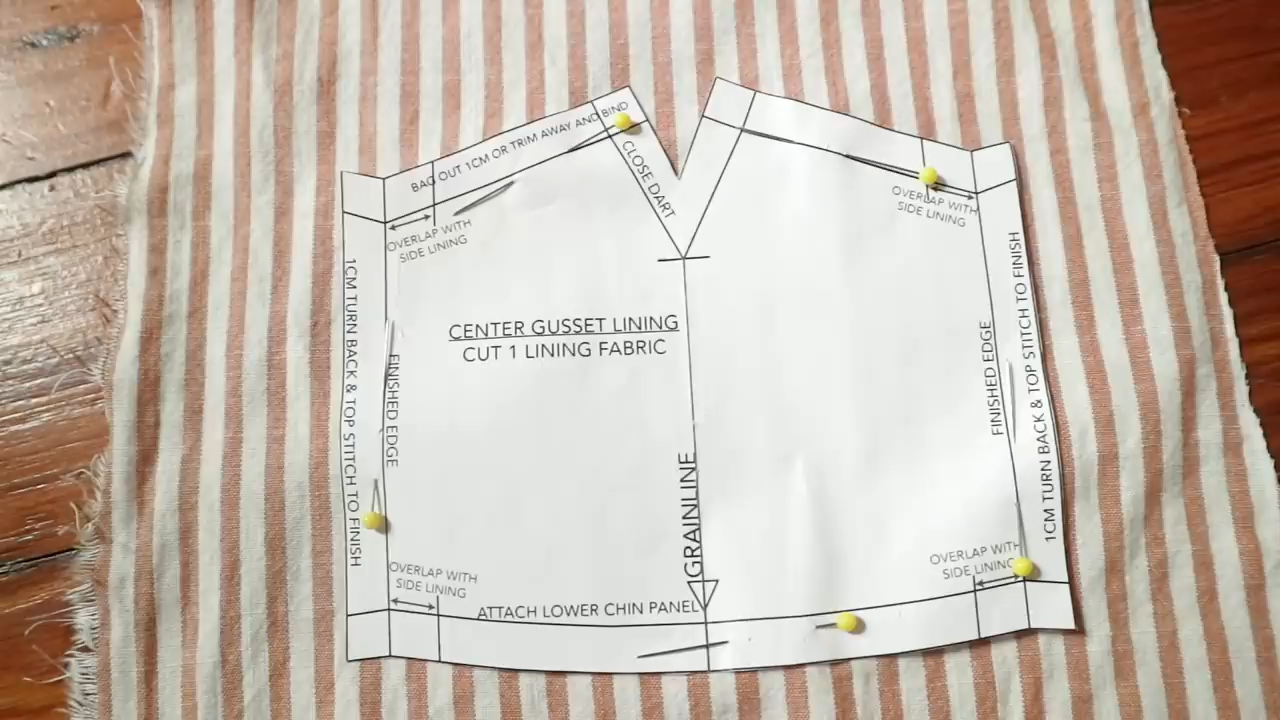 BAG OUT 1CM OR TRIM AWAY AND BIND
CLOSE DART
OVERLAP WITH
SIDE LINING
OVERLAP WITH
SIDE LINING
1CM TURN BACK & TOP STITCH TO FINISH
FINISHED EDGE
CENTER GUSSET LINING
CUT 1 LINING FABRIC
GRAINLINE
FINISHED EDGE
1CM TURN BACK & TOP STITCH TO FINISH
OVERLAP WITH
SIDE LINING
ATTACH LOWER CHIN PANEL
OVERLAP WITH
SIDE LINING